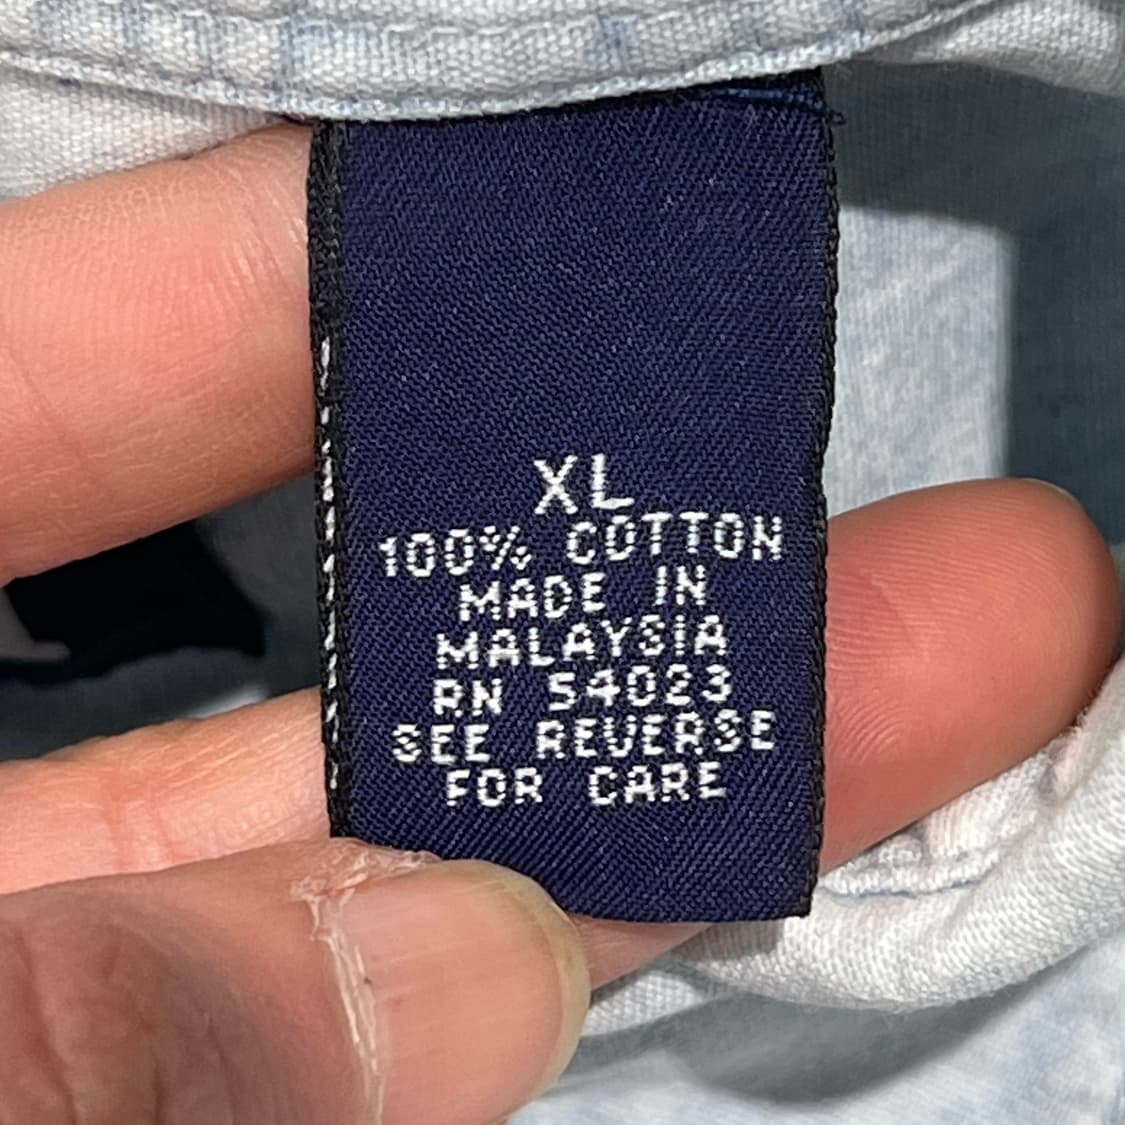 XL
100% COTTON
MADE IN
MALAYSIA
RN 54023
SEE REVERSE
FOR CARE